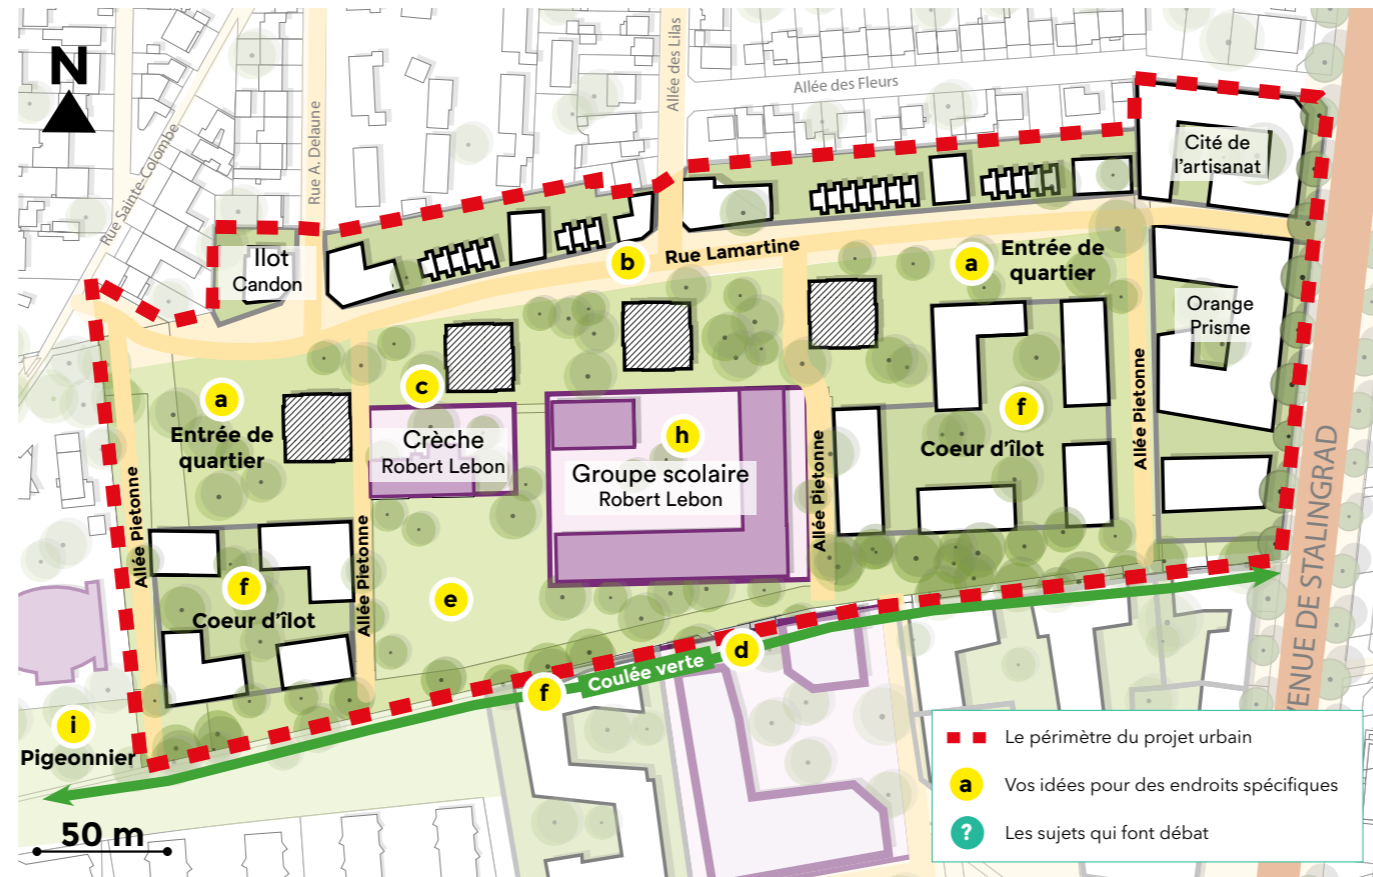 N
Rue Sainte-Colombe
Rue A. Delaune
Allée des Lilas
Allée des Fleurs
Cité de
l'artisanat
Ilot
Candon
b
Rue Lamartine
a
Entrée de
quartier
Orange
Prisme
a
Entrée de
quartier
c
Crèche
Robert Lebon
h
Groupe scolaire
Robert Lebon
f
Coeur d'îlot
Allée Pietonne
Allée Pietonne
Allée Pietonne
Allée Pietonne
f
Coeur d'îlot
e
d
Coulée verte
f
i
Pigeonnier
50 m
VENUE DE STALINGRAD
Le périmètre du projet urbain
a
Vos idées pour des endroits spécifiques
?
Les sujets qui font débat